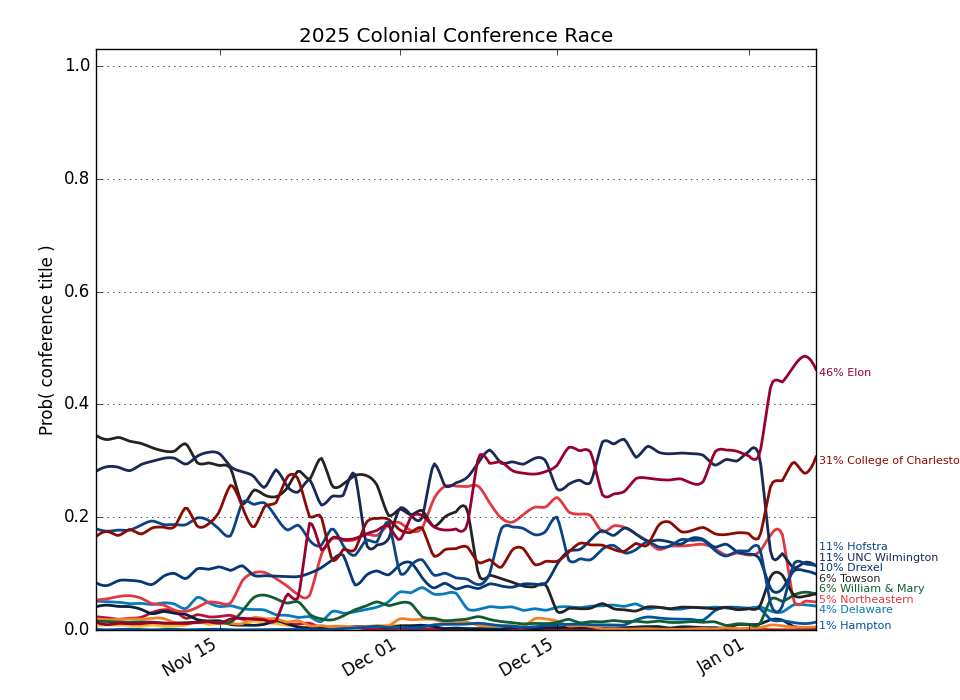 2025 Colonial Conference Race
Prob( conference title )
1.0
0.8
0.6
0.4
0.2
0.0
46% Elon
31% College of Charlesto
11% Hofstra
11% UNC Wilmington
10% Drexel
6% Towson
6% William & Mary
5% Northeastern
4% Delaware
1% Hampton
Nov 15
Dec 01
Dec 15
Jan 01